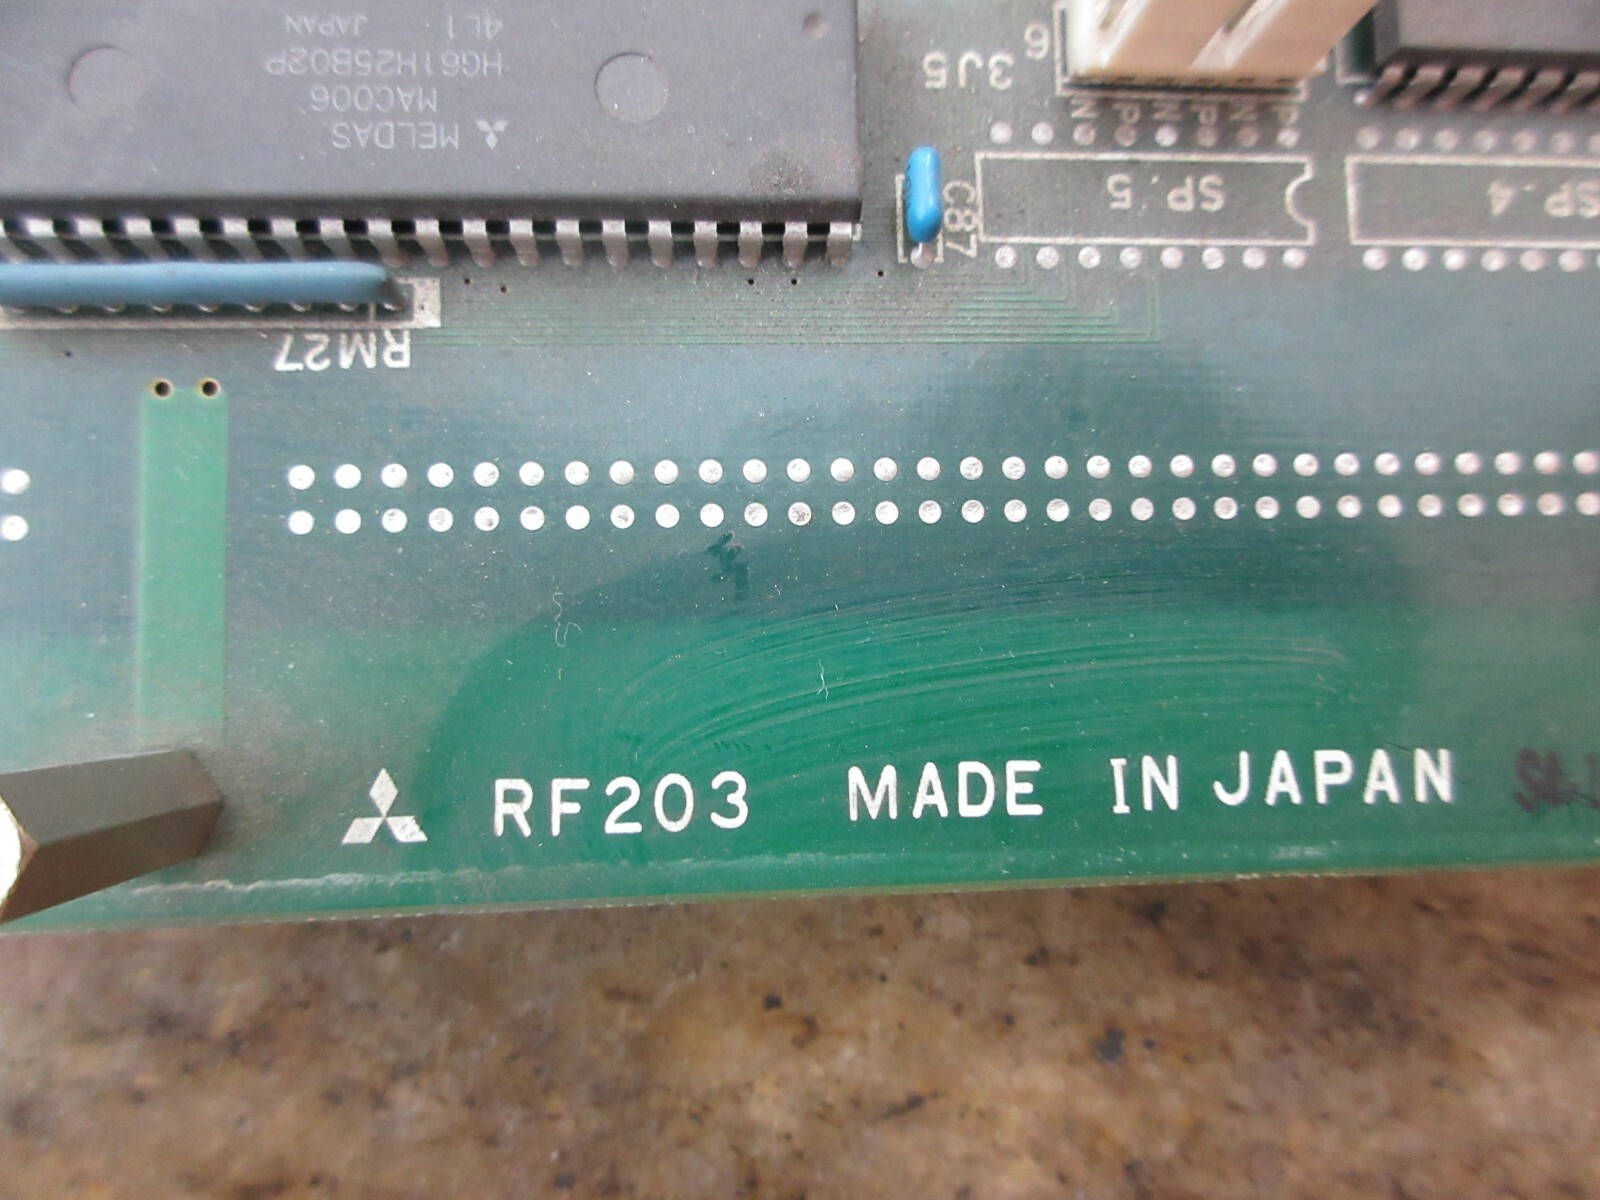 MELDAS
MAC006
HG61H25B02P
4L1 JAPAN
3J5
6
N P N P N P
C87
SP.5
SP.4
RM27
RF203 MADE IN JAPAN